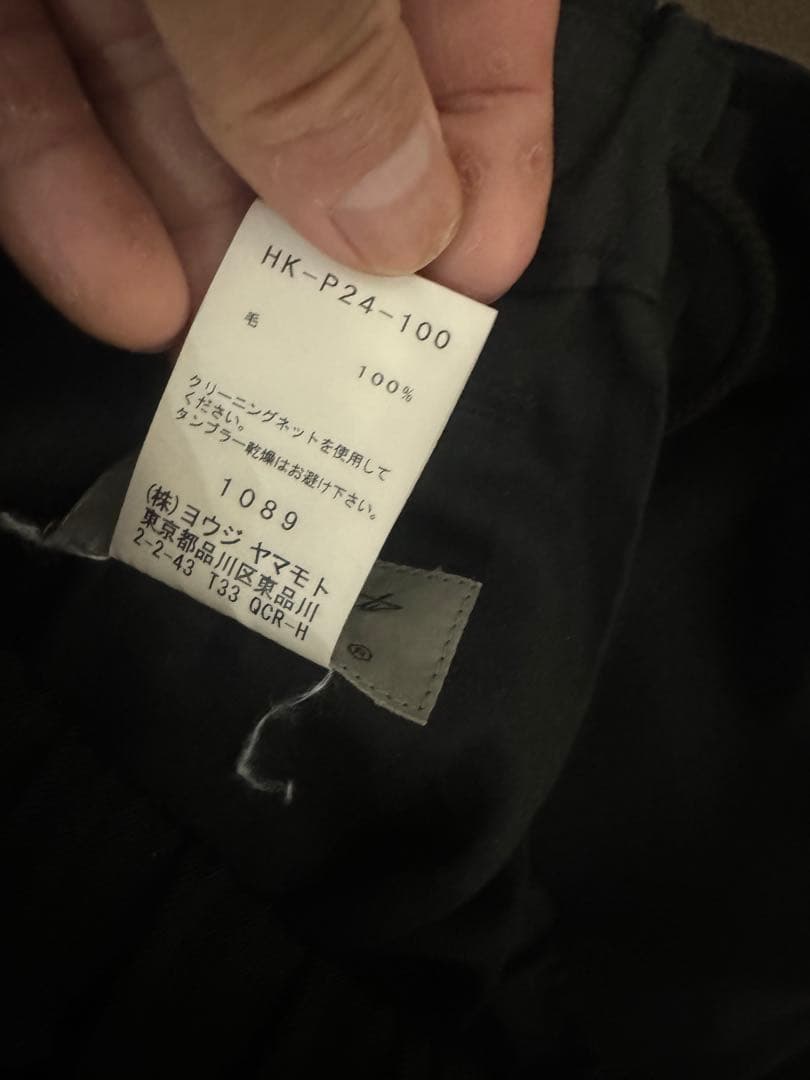 HK-P24-100
毛
100%
クリーニングネットを使用して
ください。
タンブラー乾燥はお避け下さい。
1089
(株)ヨウジ ヤマモト
東京都品川区東品川
2-2-43 T33 QCR-H